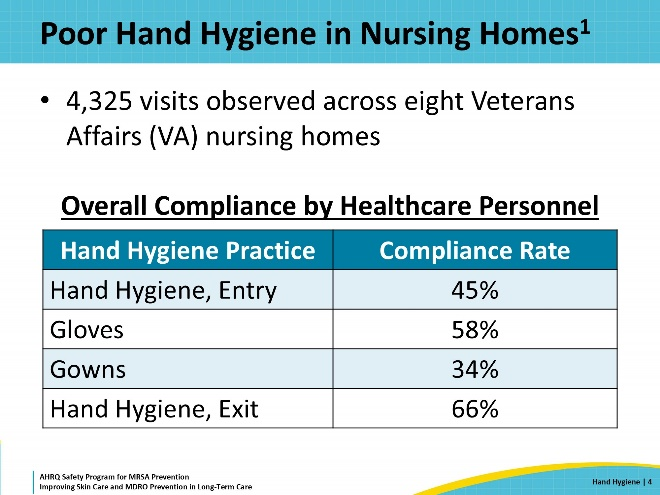 Poor Hand Hygiene in Nursing Homes¹
• 4,325 visits observed across eight Veterans
Affairs (VA) nursing homes
Overall Compliance by Healthcare Personnel
Hand Hygiene Practice Compliance Rate
Hand Hygiene, Entry 45%
Gloves 58%
Gowns 34%
Hand Hygiene, Exit 66%
AHRQ Safety Program for MRSA Prevention
Improving Skin Care and MDRO Prevention in Long-Term Care
Hand Hygiene | 4